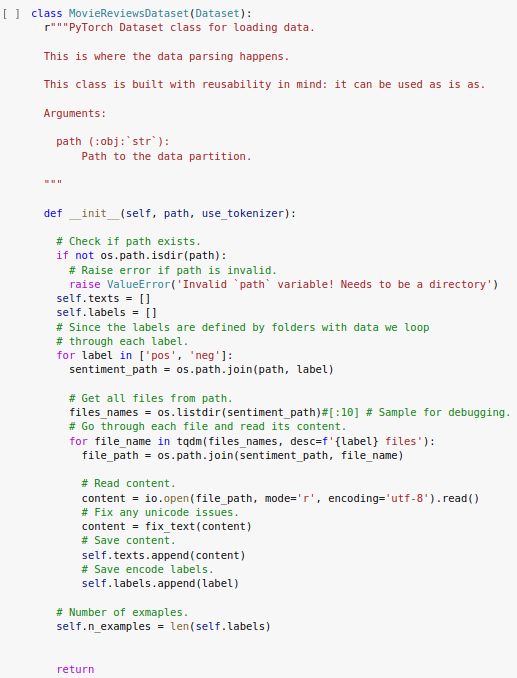 [ ] class MovieReviewsDataset(Dataset):
r"""PyTorch Dataset class for loading data.
This is where the data parsing happens.
This class is built with reusability in mind: it can be used as is as.
Arguments:
path (:obj:`str`):
Path to the data partition.
"""
def __init__(self, path, use_tokenizer):
# Check if path exists.
if not os.path.isdir(path):
# Raise error if path is invalid.
raise ValueError('Invalid `path` variable! Needs to be a directory')
self.texts = []
self.labels = []
# Since the labels are defined by folders with data we loop
# through each label.
for label in ['pos', 'neg']:
sentiment_path = os.path.join(path, label)
# Get all files from path.
files_names = os.listdir(sentiment_path)#[:10] # Sample for debugging.
# Go through each file and read its content.
for file_name in tqdm(files_names, desc=f'{label} files'):
file_path = os.path.join(sentiment_path, file_name)
# Read content.
content = io.open(file_path, mode='r', encoding='utf-8').read()
# Fix any unicode issues.
content = fix_text(content)
# Save content.
self.texts.append(content)
# Save encode labels.
self.labels.append(label)
# Number of exmaples.
self.n_examples = len(self.labels)
return